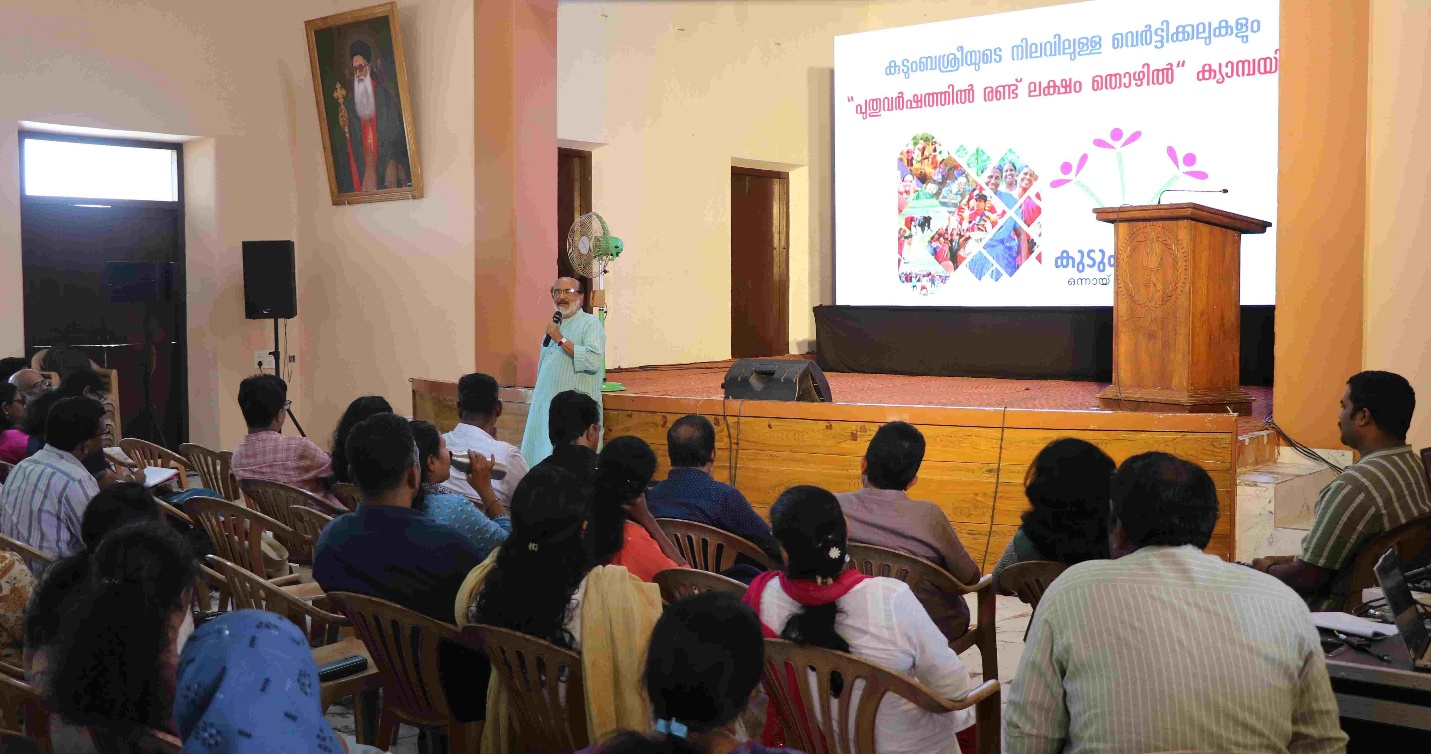 കുടുംബശ്രീയുടെ നിലവിലുള്ള വെർട്ടിക്കലുകളും
“പുതുവർഷത്തിൽ രണ്ട് ലക്ഷം തൊഴിൽ“ ക്യാമ്പയി
കുടും
ഒന്നായ്